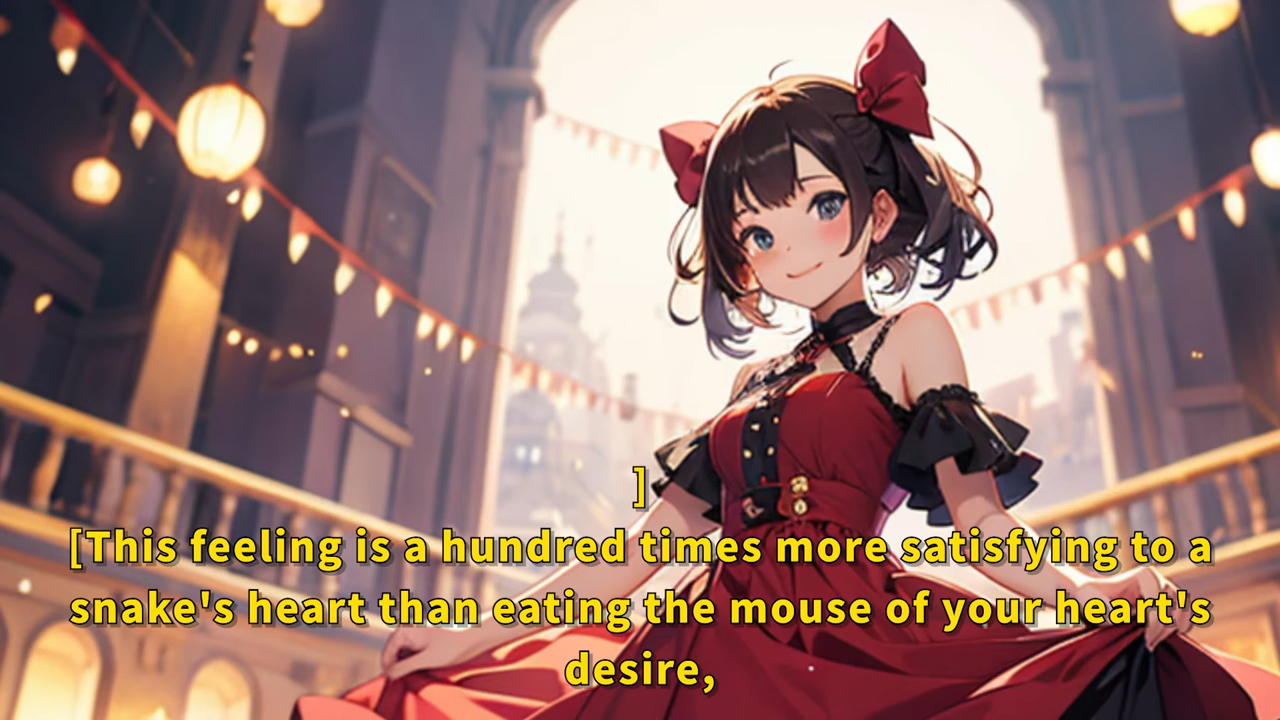 ]
[This feeling is a hundred times more satisfying to a
snake's heart than eating the mouse of your heart's
desire,